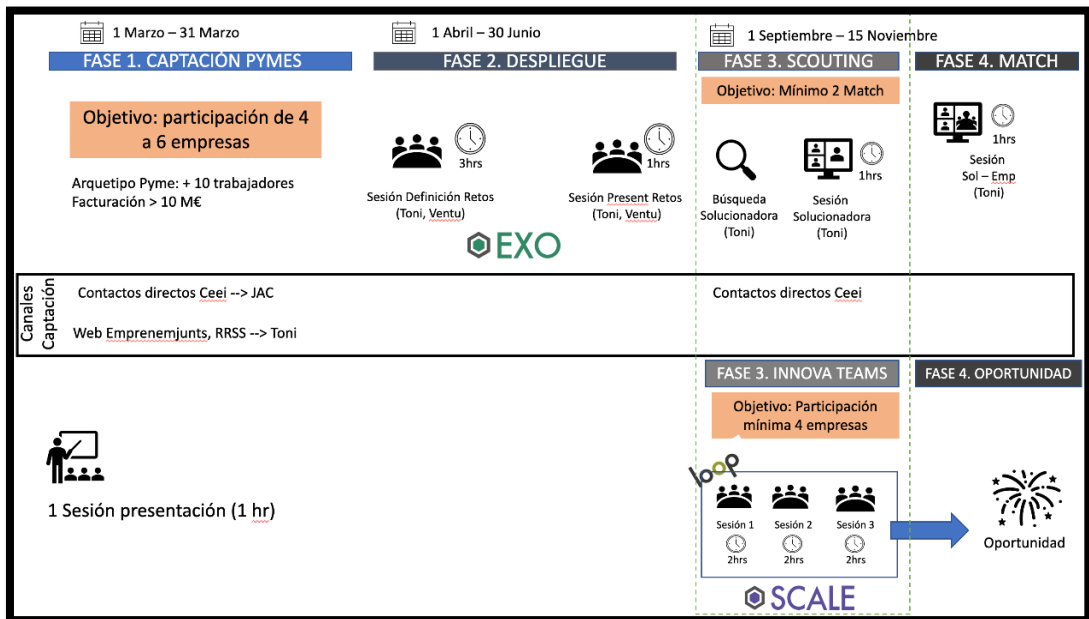 1 Marzo – 31 Marzo
1 Abril – 30 Junio
1 Septiembre – 15 Noviembre
FASE 1. CAPTACIÓN PYMES
FASE 2. DESPLIEGUE
FASE 3. SCOUTING
FASE 4. MATCH
Objetivo: participación de 4
a 6 empresas
Arquetipo Pyme: + 10 trabajadores
Facturación > 10 M€
3hrs
Sesión Definición Retos
(Toni, Ventu)
1hrs
Sesión Present Retos
(Toni, Ventu)
EXO
Objetivo: Mínimo 2 Match
Búsqueda
Solucionadora
(Toni)
1hrs
Sesión
Solucionadora
(Toni)
1hrs
Sesión
Sol – Emp
(Toni)
Canales
Captación
Contactos directos Ceei --> JAC
Web Emprenemjunts, RRSS --> Toni
Contactos directos Ceei
FASE 3. INNOVA TEAMS
FASE 4. OPORTUNIDAD
1 Sesión presentación (1 hr)
Objetivo: Participación
mínima 4 empresas
loop
Sesión 1
Sesión 2
Sesión 3
2hrs
2hrs
2hrs
SCALE
Oportunidad